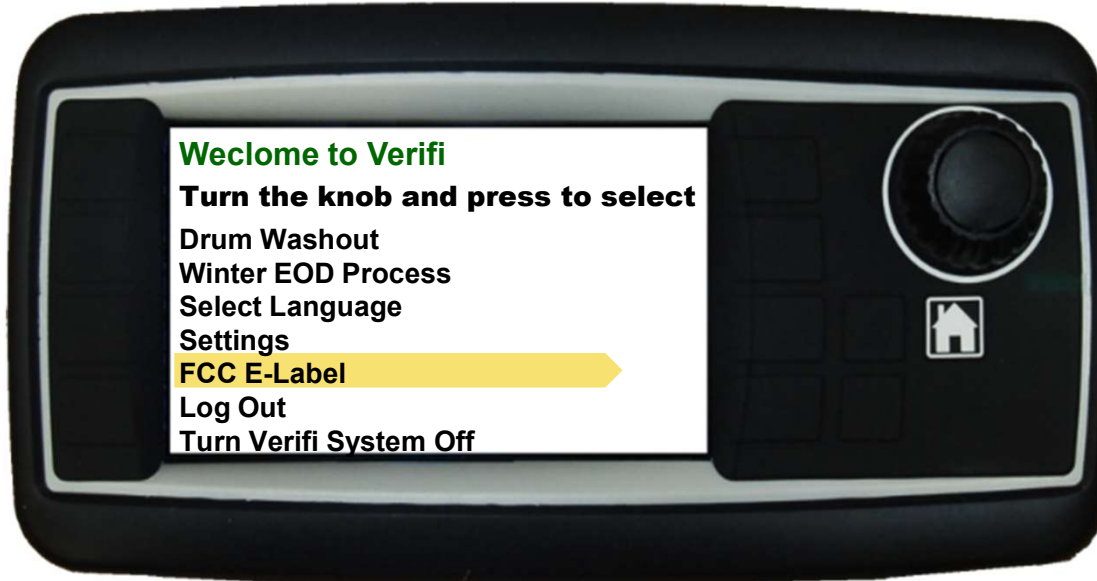 Weclome to Verifi
Turn the knob and press to select
Drum Washout
Winter EOD Process
Select Language
Settings
FCC E-Label
Log Out
Turn Verifi System Off